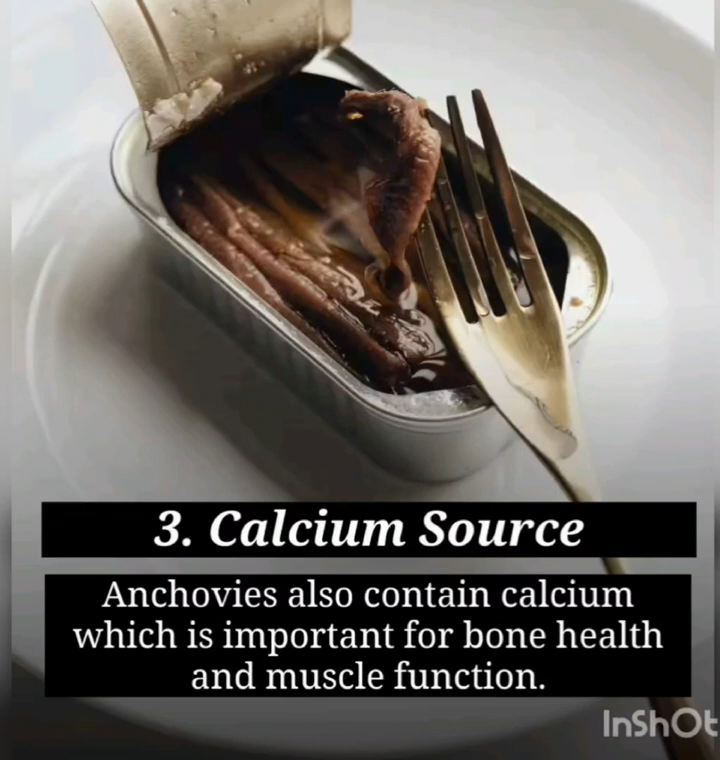 3. Calcium Source
Anchovies also contain calcium
which is important for bone health
and muscle function.
InShOt